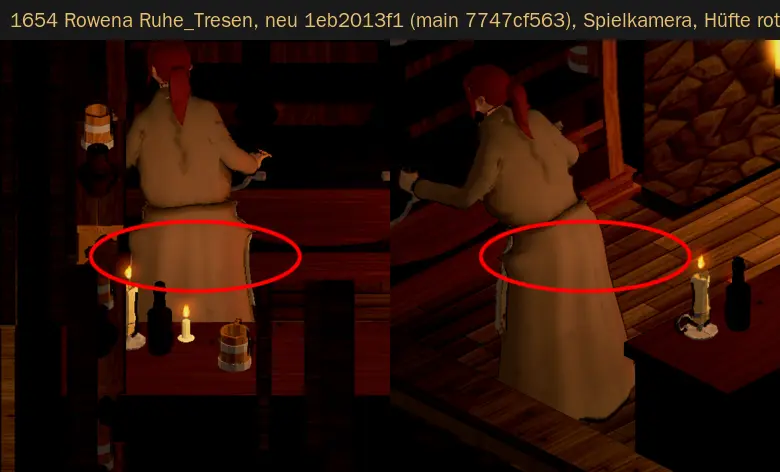 1654 Rowena Ruhe_Tresen, neu 1eb2013f1 (main 7747cf563), Spielkamera, Hüfte rot